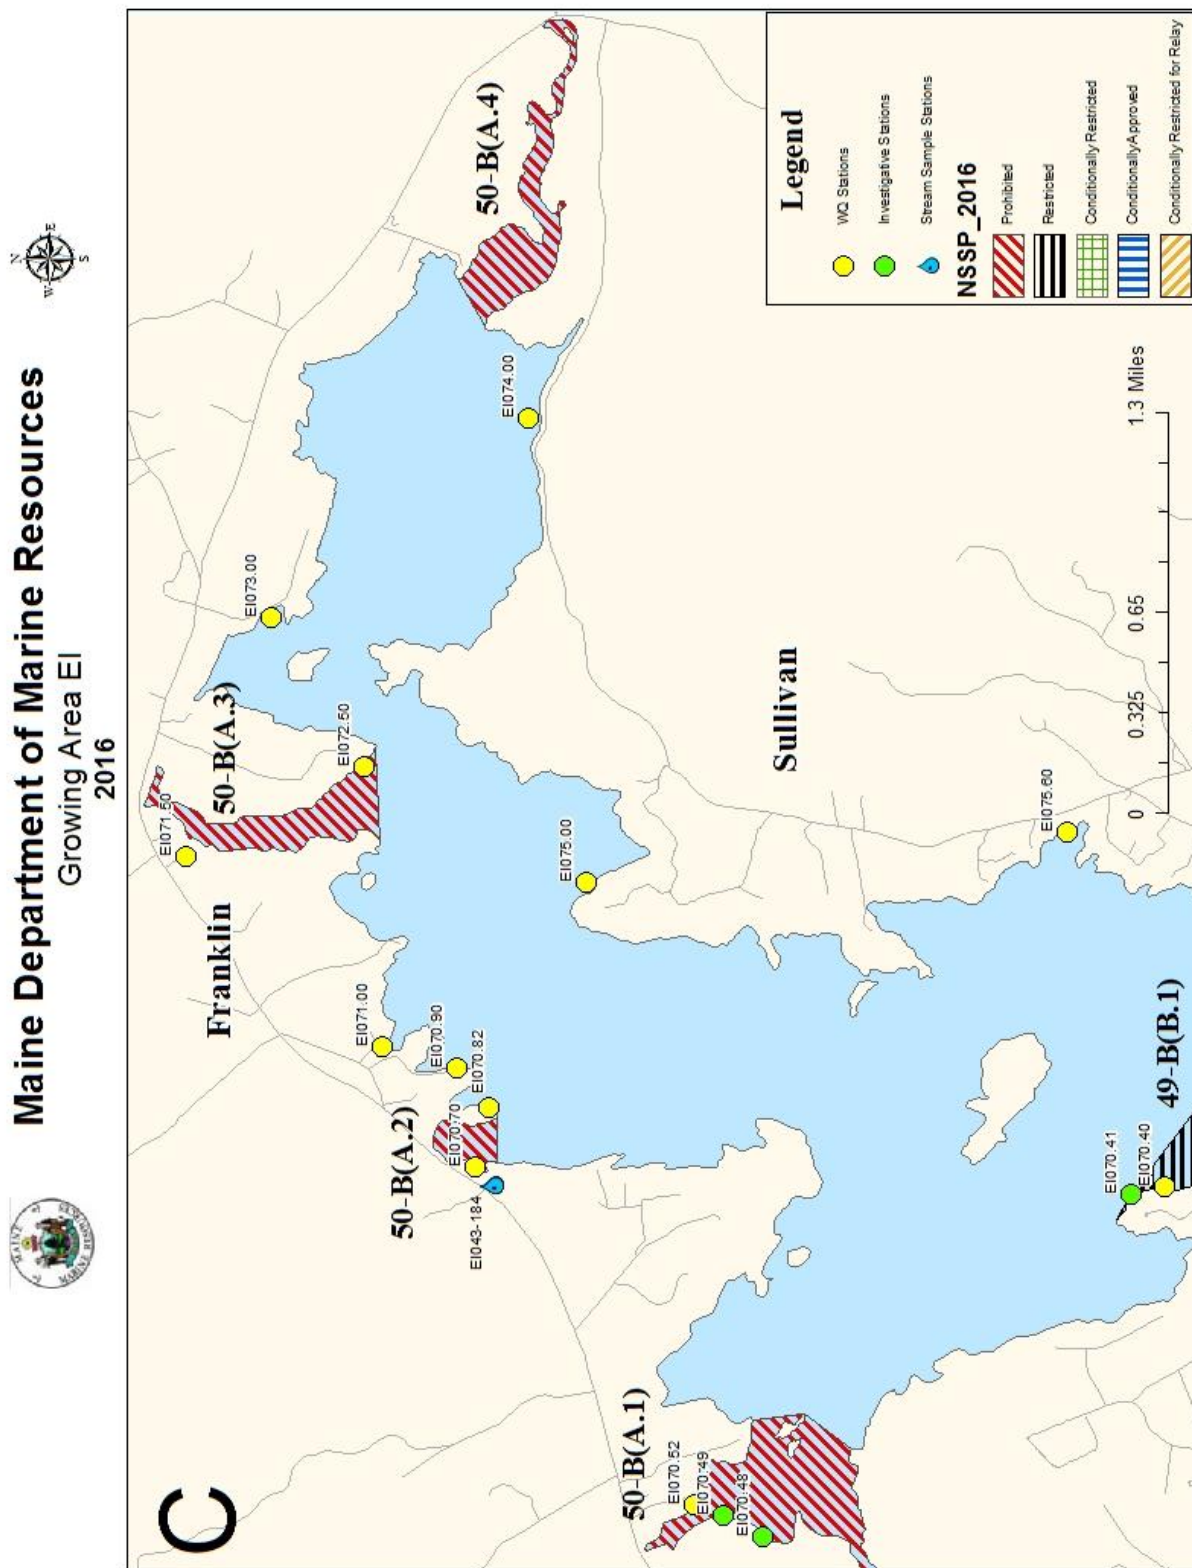 Maine Department of Marine Resources
Growing Area EI
2016
MAINE
N
W
E
S
C
50-B(A.4)
50-B(A.3)
EI073.00
EI071.50
EI072.50
EI074.00
Franklin
EI071.00
EI070.90
EI070.82
50-B(A.2)
EI070.70
EI043-184
EI075.00
Sullivan
EI075.60
50-B(A.1)
EI070.52
EI070.49
EI070.48
EI070.41
EI070.40
49-B(B.1)
0
0.325
0.65
1.3 Miles
Legend
WQ Stations
Investigative Stations
Stream Sample Stations
NSSP_2016
Prohibited
Restricted
Conditionally Restricted
Conditionally Approved
Conditionally Restricted for Relay